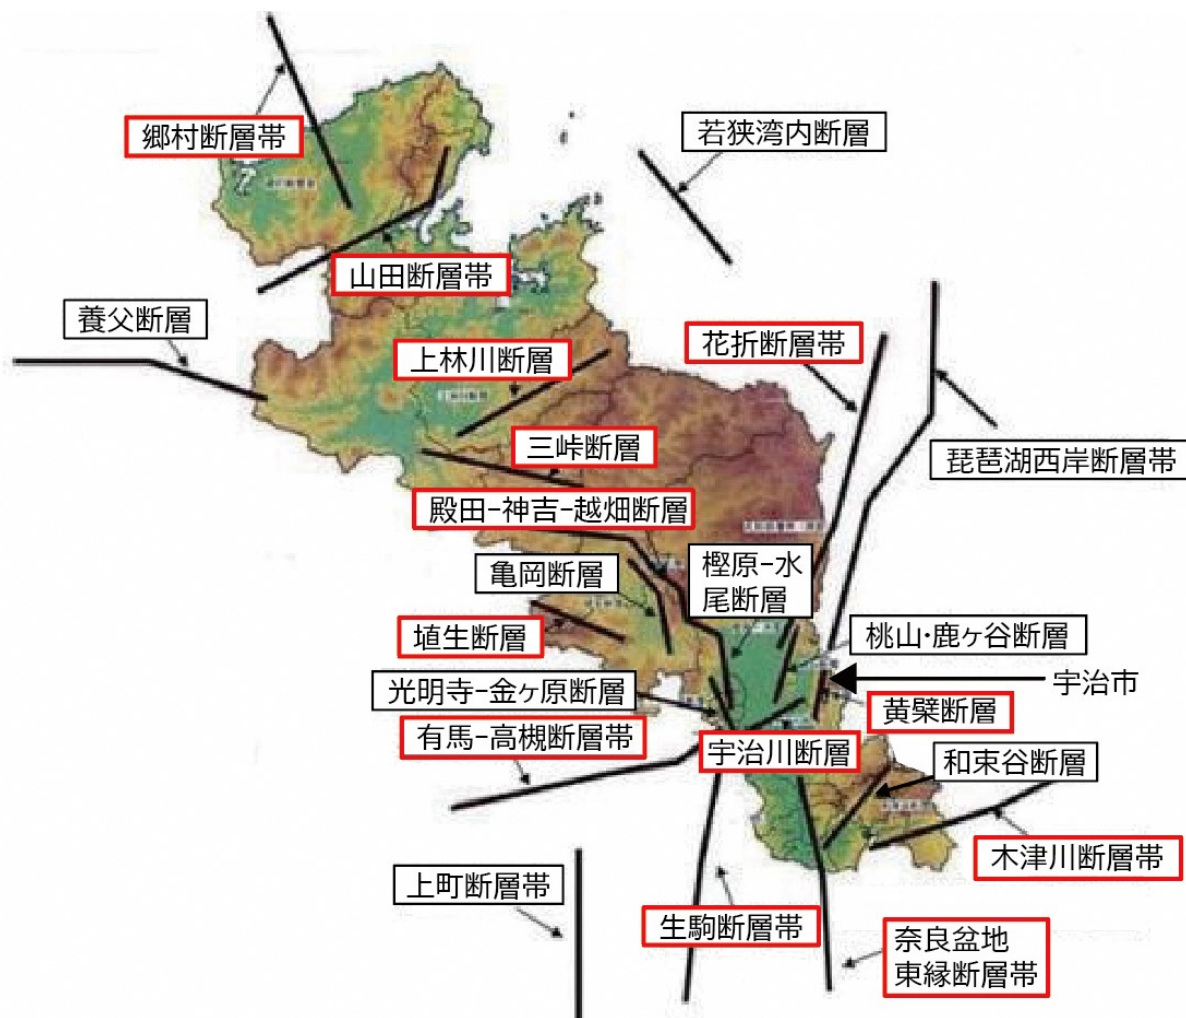 郷村断層帯
若狭湾内断層
山田断層帯
養父断層
上林川断層
花折断層帯
三峠断層
琵琶湖西岸断層帯
殿田−神吉−越畑断層
亀岡断層
樫原−水
尾断層
埴生断層
桃山・鹿ヶ谷断層
光明寺−金ヶ原断層
宇治市
黄檗断層
有馬−高槻断層帯
宇治川断層
和束谷断層
木津川断層帯
上町断層帯
生駒断層帯
奈良盆地
東縁断層帯